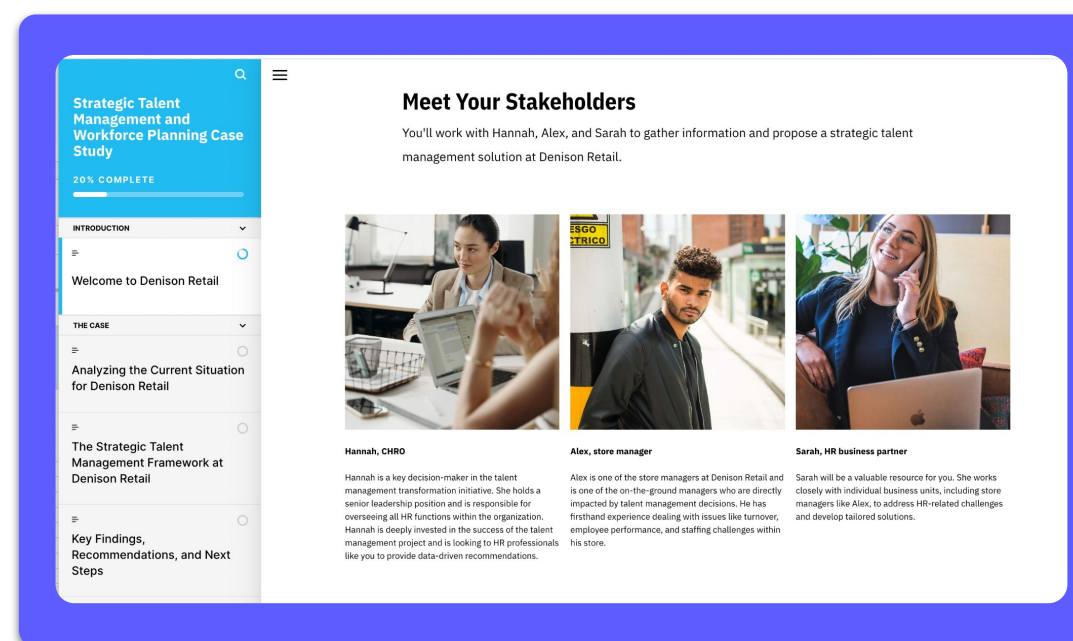 Strategic Talent
Management and
Workforce Planning Case
Study
20% COMPLETE
INTRODUCTION
Welcome to Denison Retail
THE CASE
Analyzing the Current Situation
for Denison Retail
The Strategic Talent
Management Framework at
Denison Retail
Key Findings,
Recommendations, and Next
Steps
Meet Your Stakeholders
You'll work with Hannah, Alex, and Sarah to gather information and propose a strategic talent
management solution at Denison Retail.
ESGO
CTRICO
Hannah, CHRO
Hannah is a key decision-maker in the talent
management transformation initiative. She holds a
senior leadership position and is responsible for
overseeing all HR functions within the organization.
Hannah is deeply invested in the success of the talent
management project and is looking to HR professionals
like you to provide data-driven recommendations.
Alex, store manager
Alex is one of the store managers at Denison Retail and
is one of the on-the-ground managers who are directly
impacted by talent management decisions. He has
firsthand experience dealing with issues like turnover,
employee performance, and staffing challenges within
his store.
Sarah, HR business partner
Sarah will be a valuable resource for you. She works
closely with individual business units, including store
managers like Alex, to address HR-related challenges
and develop tailored solutions.